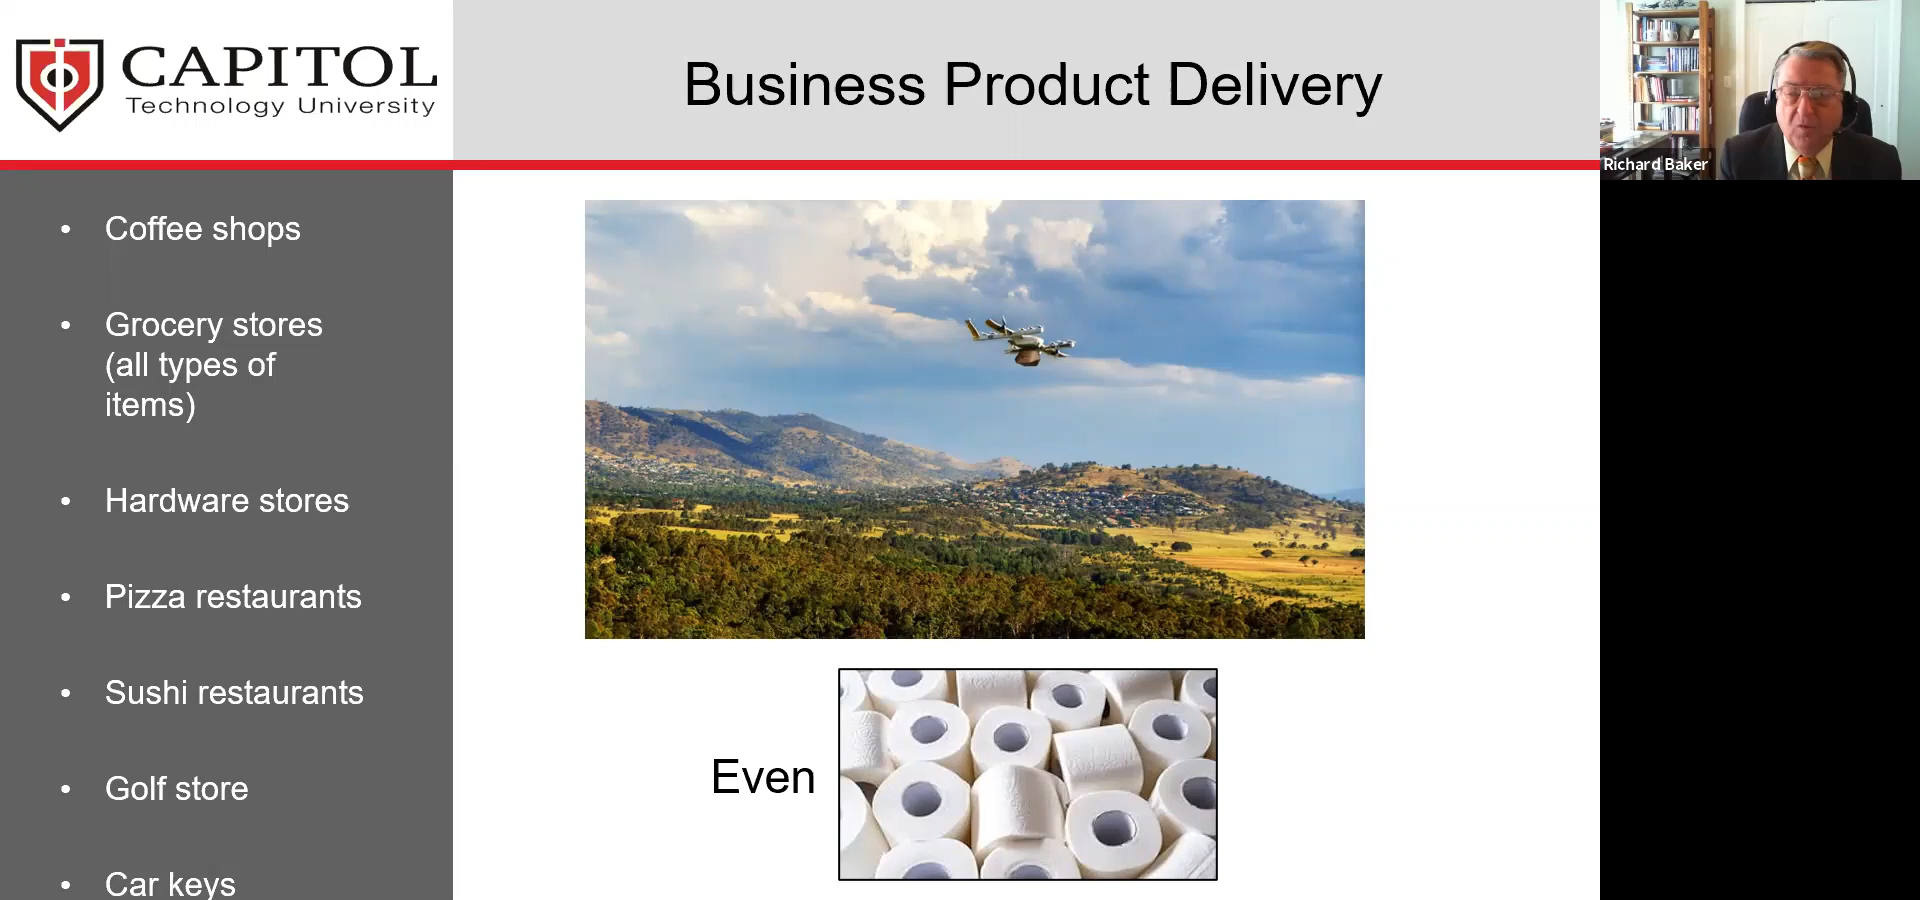 CAPITOL
Technology University
Business Product Delivery
Richard Baker
• Coffee shops
• Grocery stores
(all types of
items)
• Hardware stores
• Pizza restaurants
• Sushi restaurants
• Golf store
• Car keys
Even